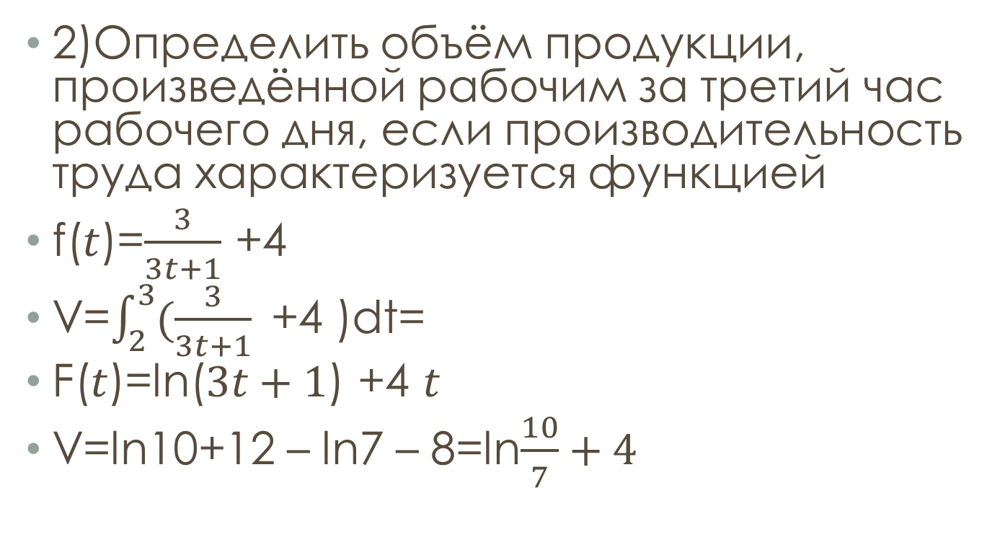 • 2)Определить объём продукции,
произведённой рабочим за третий час
рабочего дня, если производительность
труда характеризуется функцией
• f(t)=\frac{3}{3t+1} +4
• V=∫_2^3(\frac{3}{3t+1} +4 )dt=
• F(t)=ln(3t + 1) +4 t
• V=ln10+12 – ln7 – 8=ln\frac{10}{7} + 4